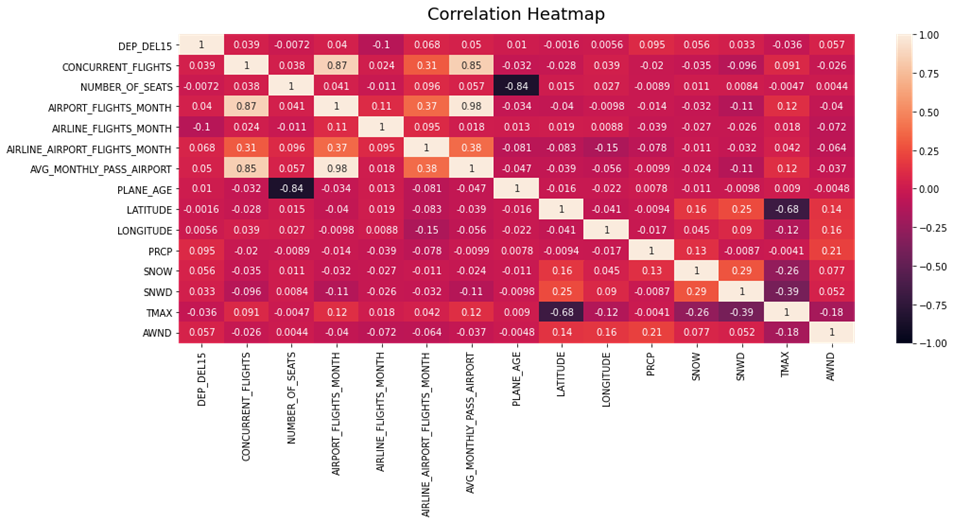 Correlation Heatmap
DEP_DEL15 1 0.039 -0.0072 0.04 -0.1 0.068 0.05 0.01 -0.0016 0.0056 0.095 0.056 0.033 -0.036 0.057
CONCURRENT_FLIGHTS 0.039 1 0.038 0.87 0.024 0.31 0.85 -0.032 -0.028 0.039 -0.02 -0.035 -0.096 0.091 -0.026
NUMBER_OF_SEATS -0.0072 0.038 1 0.041 -0.011 0.096 0.057 -0.84 0.015 0.027 -0.0089 0.011 0.0084 -0.0047 0.0044
AIRPORT_FLIGHTS_MONTH 0.04 0.87 0.041 1 0.11 0.37 0.98 -0.034 -0.04 -0.0098 -0.014 -0.032 -0.11 0.12 -0.04
AIRLINE_FLIGHTS_MONTH -0.1 0.024 -0.011 0.11 1 0.095 0.018 0.013 0.019 0.0088 -0.039 -0.027 -0.026 0.018 -0.072
AIRLINE_AIRPORT_FLIGHTS_MONTH 0.068 0.31 0.096 0.37 0.095 1 0.38 -0.081 -0.083 -0.15 -0.078 -0.011 -0.032 0.042 -0.064
AVG_MONTHLY_PASS_AIRPORT 0.05 0.85 0.057 0.98 0.018 0.38 1 -0.047 -0.039 -0.056 -0.0099 -0.024 -0.11 0.12 -0.037
PLANE_AGE 0.01 -0.032 -0.84 -0.034 0.013 -0.081 -0.047 1 -0.016 -0.022 0.0078 -0.011 -0.0098 0.009 -0.0048
LATITUDE -0.0016 -0.028 0.015 -0.04 0.019 -0.083 -0.039 -0.016 1 -0.041 -0.0094 0.16 0.25 -0.68 0.14
LONGITUDE 0.0056 0.039 0.027 -0.0098 0.0088 -0.15 -0.056 -0.022 -0.041 1 -0.017 0.045 0.09 -0.12 0.16
PRCP 0.095 -0.02 -0.0089 -0.014 -0.039 -0.078 -0.0099 0.0078 -0.0094 -0.017 1 0.13 -0.0087 -0.0041 0.21
SNOW 0.056 -0.035 0.011 -0.032 -0.027 -0.011 -0.024 -0.011 0.16 0.045 0.13 1 0.29 -0.26 0.077
SNWD 0.033 -0.096 0.0084 -0.11 -0.026 -0.032 -0.11 -0.0098 0.25 0.09 -0.0087 0.29 1 -0.39 0.052
TMAX -0.036 0.091 -0.0047 0.12 0.018 0.042 0.12 0.009 -0.68 -0.12 -0.0041 -0.26 -0.39 1 -0.18
AWND 0.057 -0.026 0.0044 -0.04 -0.072 -0.064 -0.037 -0.0048 0.14 0.16 0.21 0.077 0.052 -0.18 1
DEP_DEL15
CONCURRENT_FLIGHTS
NUMBER_OF_SEATS
AIRPORT_FLIGHTS_MONTH
AIRLINE_FLIGHTS_MONTH
AIRLINE_AIRPORT_FLIGHTS_MONTH
AVG_MONTHLY_PASS_AIRPORT
PLANE_AGE
LATITUDE
LONGITUDE
PRCP
SNOW
SNWD
TMAX
AWND
1.00
0.75
0.50
0.25
0.00
-0.25
-0.50
-0.75
-1.00